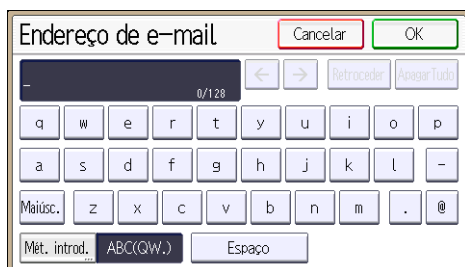 Endereço de e-mail Cancelar OK
_ 0/128 ← → Retroceder Apagar Tudo
q w e r t y u i o p
a s d f g h j k l -
Maiúsc. z x c v b n m . @
Mét. introd. ABC(QW.) Espaço